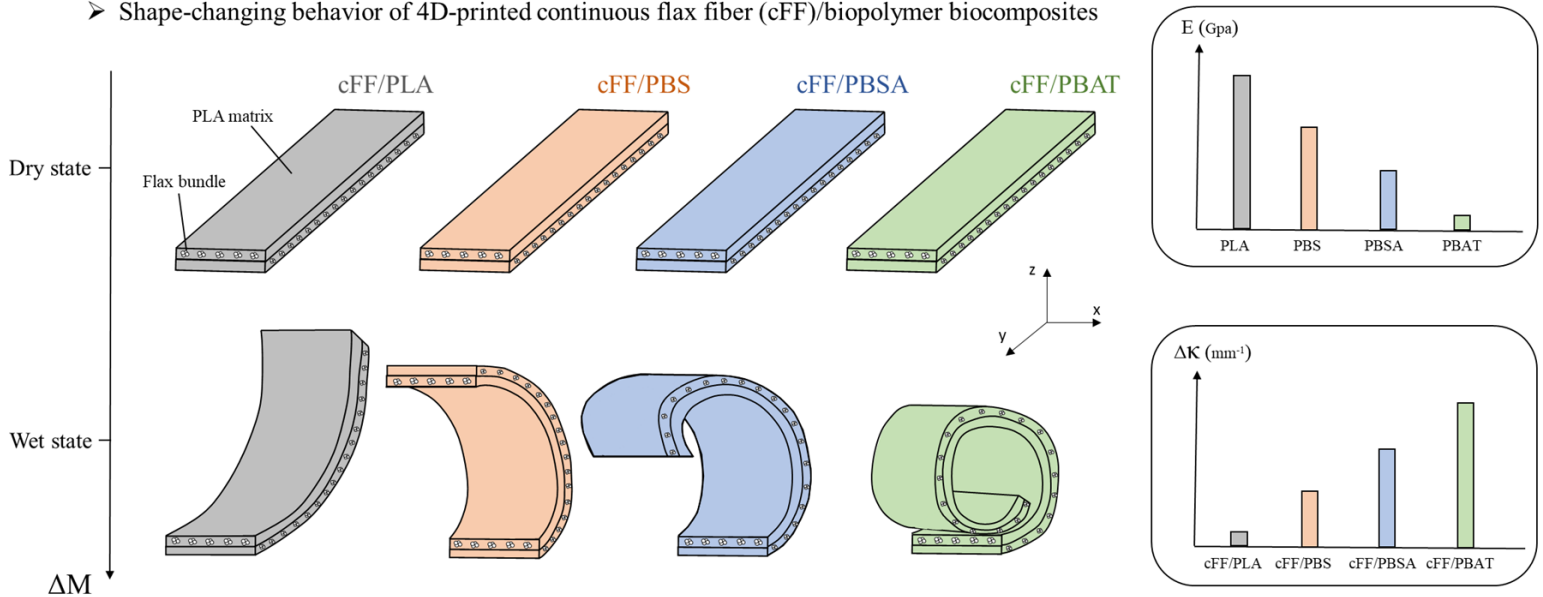 ➤ Shape-changing behavior of 4D-printed continuous flax fiber (cFF)/biopolymer biocomposites
cFF/PLA
cFF/PBS
cFF/PBSA
cFF/PBAT
PLA matrix
Flax bundle
Dry state
Wet state
ΔM
z
x
y
E (Gpa)
PLA
PBS
PBSA
PBAT
ΔK (mm⁻¹)
cFF/PLA
cFF/PBS
cFF/PBSA
cFF/PBAT